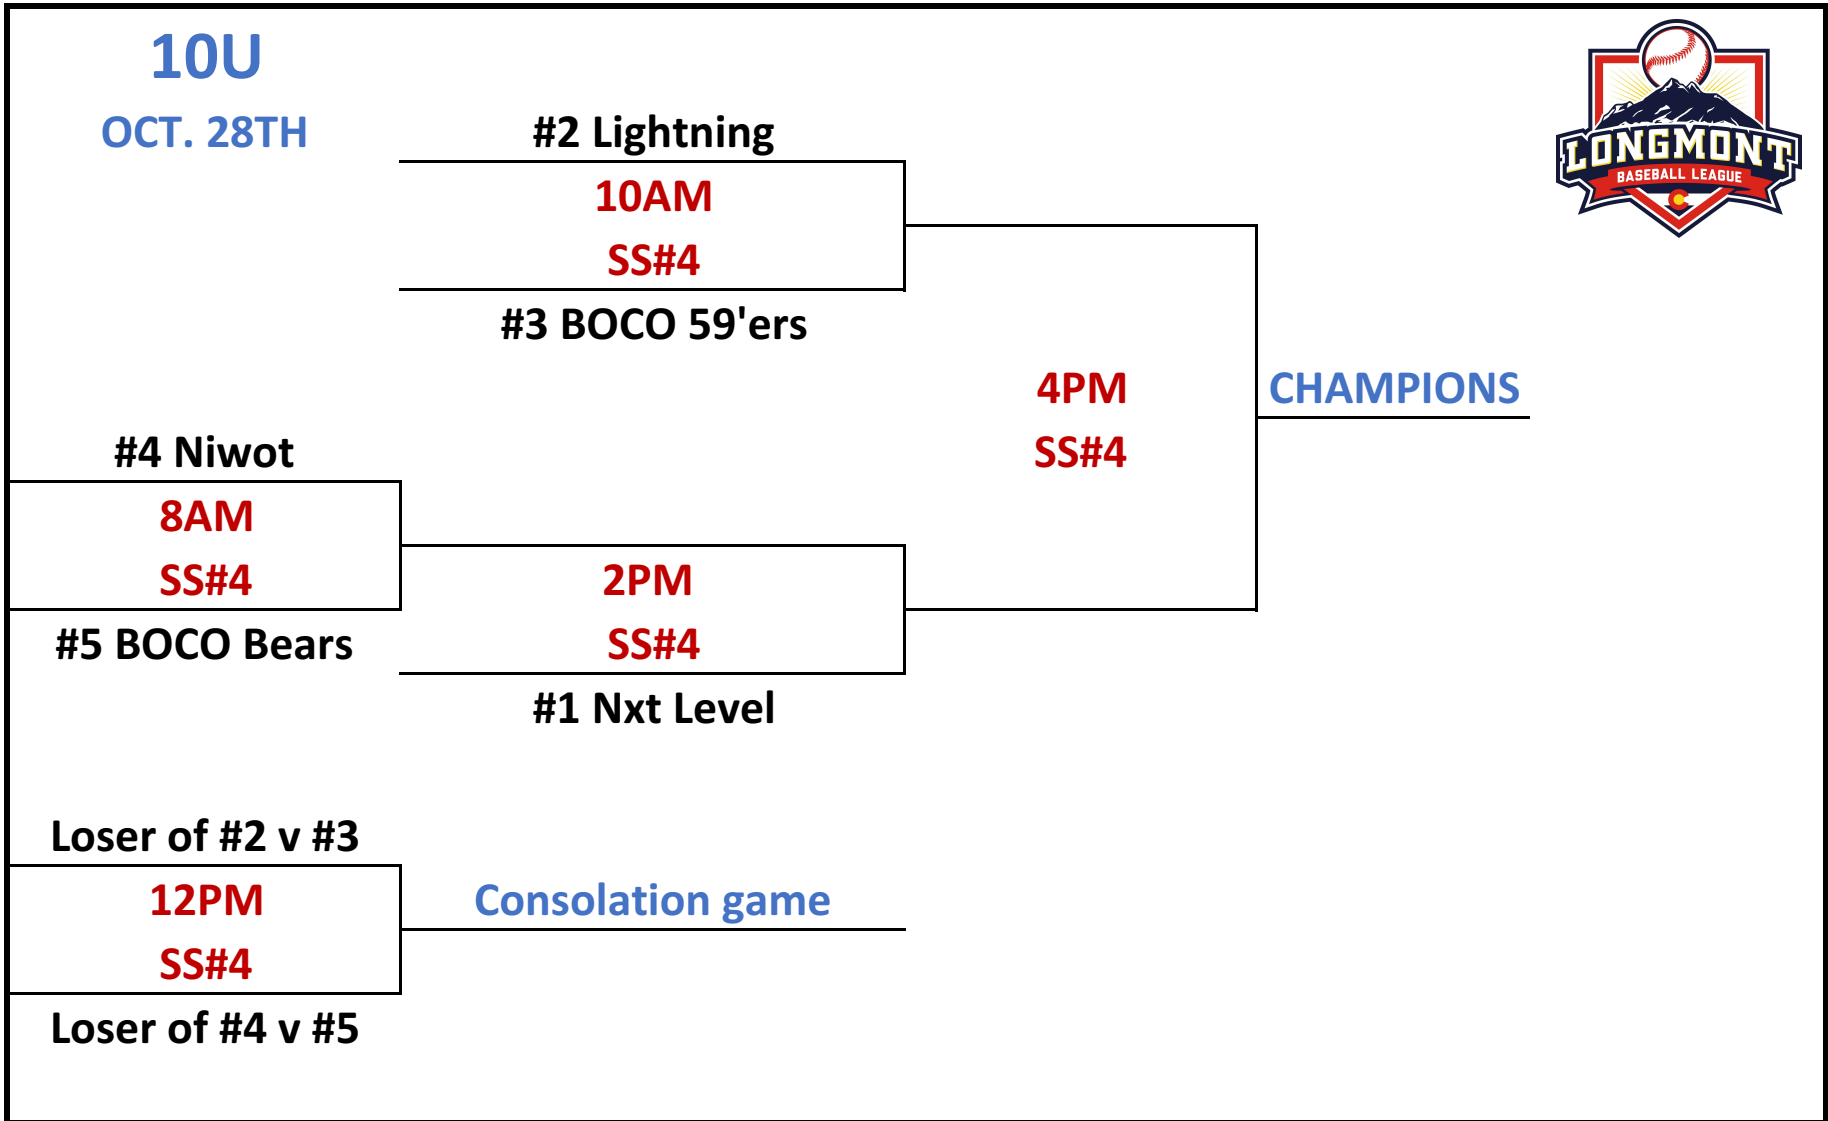 10U
OCT. 28TH
LONGMONT
BASEBALL LEAGUE
#2 Lightning
10AM
SS#4
#3 BOCO 59'ers
4PM
SS#4
CHAMPIONS
#4 Niwot
8AM
SS#4
#5 BOCO Bears
2PM
SS#4
#1 Nxt Level
Loser of #2 v #3
12PM
SS#4
Loser of #4 v #5
Consolation game